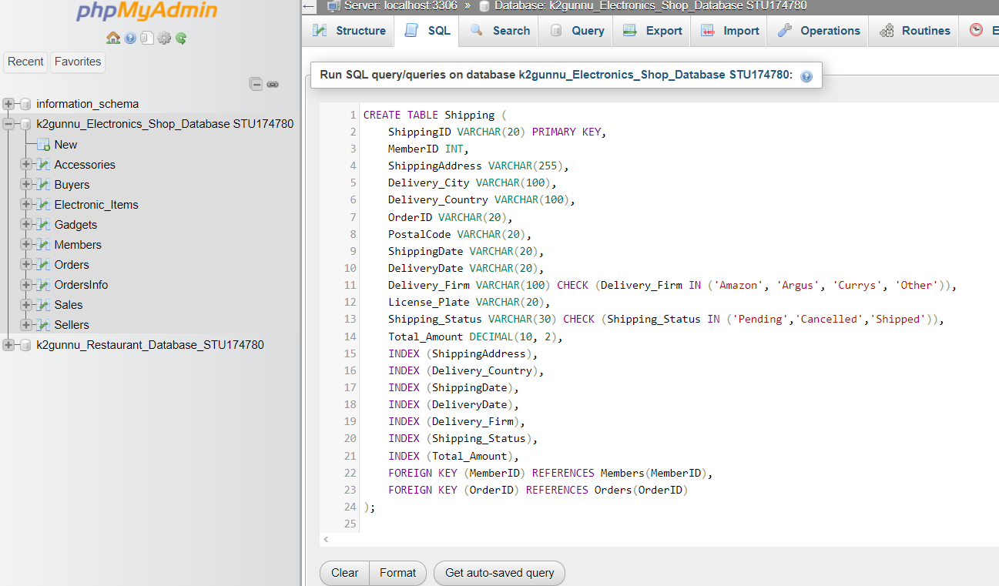 phpMyAdmin
Recent
Favorites
information_schema
k2gunnu_Electronics_Shop_Database STU174780
New
Accessories
Buyers
Electronic_Items
Gadgets
Members
Orders
OrdersInfo
Sales
Sellers
k2gunnu_Restaurant_Database_STU174780
Server: localhost:3306 » Database: k2gunnu_Electronics_Shop_Database STU174780
Structure SQL Search Query Export Import Operations Routines E
Run SQL query/queries on database k2gunnu_Electronics_Shop_Database STU174780:
1 CREATE TABLE Shipping (
2 ShippingID VARCHAR(20) PRIMARY KEY,
3 MemberID INT,
4 ShippingAddress VARCHAR(255),
5 Delivery_City VARCHAR(100),
6 Delivery_Country VARCHAR(100),
7 OrderID VARCHAR(20),
8 PostalCode VARCHAR(20),
9 ShippingDate VARCHAR(20),
10 DeliveryDate VARCHAR(20),
11 Delivery_Firm VARCHAR(100) CHECK (Delivery_Firm IN ('Amazon', 'Argus', 'Currys', 'Other')),
12 License_Plate VARCHAR(20),
13 Shipping_Status VARCHAR(30) CHECK (Shipping_Status IN ('Pending','Cancelled','Shipped')),
14 Total_Amount DECIMAL(10, 2),
15 INDEX (ShippingAddress),
16 INDEX (Delivery_Country),
17 INDEX (ShippingDate),
18 INDEX (DeliveryDate),
19 INDEX (Delivery_Firm),
20 INDEX (Shipping_Status),
21 INDEX (Total_Amount),
22 FOREIGN KEY (MemberID) REFERENCES Members(MemberID),
23 FOREIGN KEY (OrderID) REFERENCES Orders(OrderID)
24 );
25
Clear Format Get auto-saved query